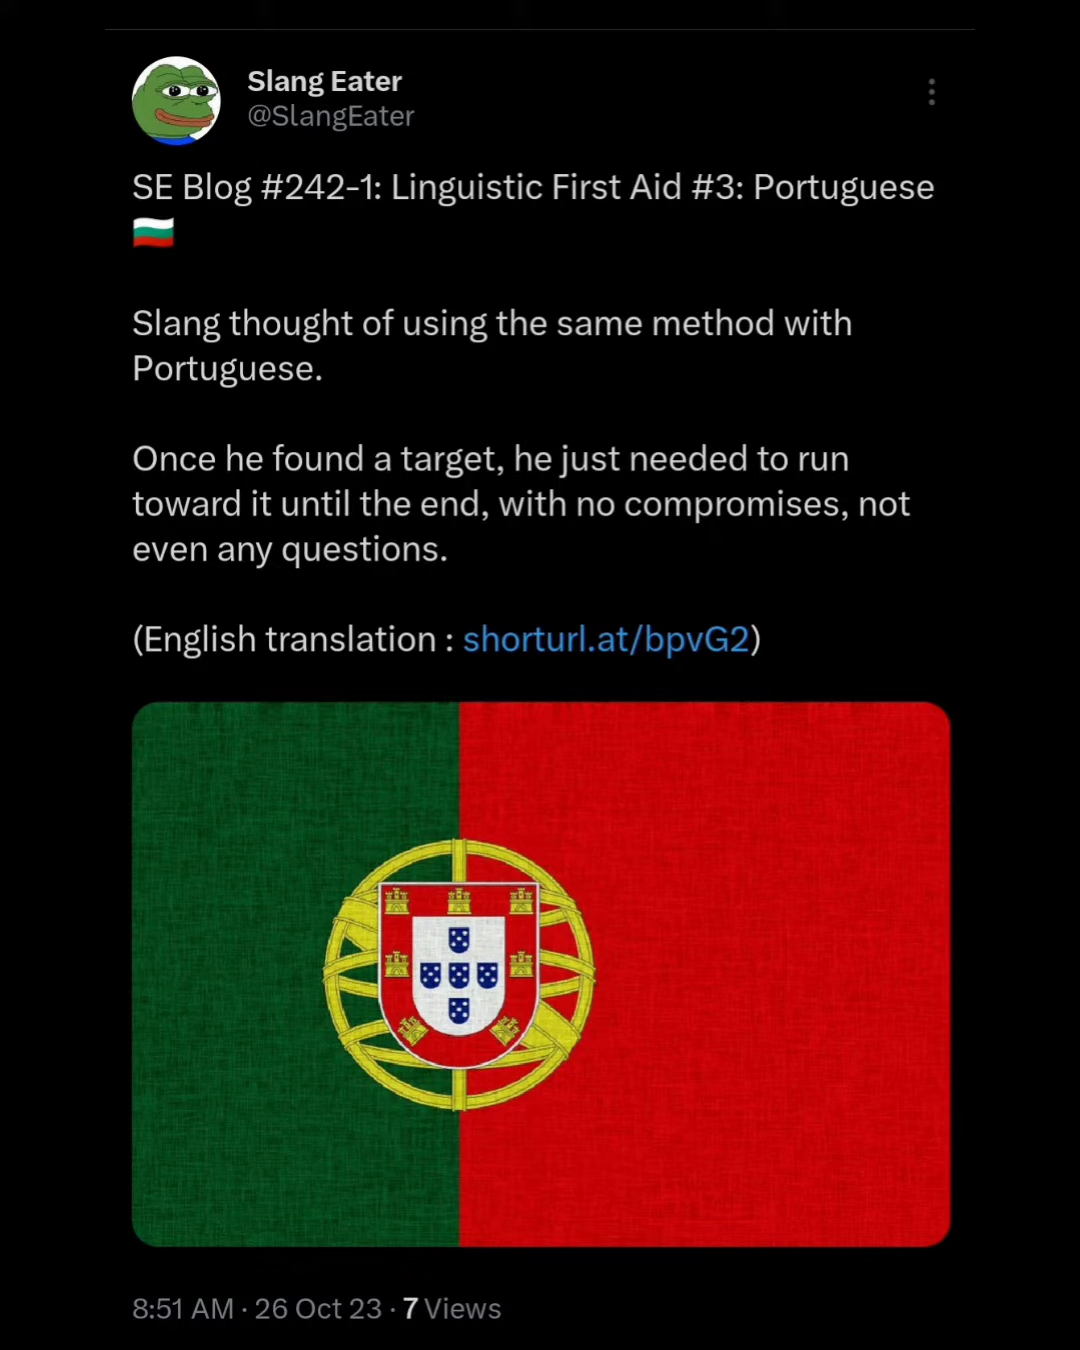 Slang Eater
@SlangEater
SE Blog #242-1: Linguistic First Aid #3: Portuguese
🇧🇬
Slang thought of using the same method with
Portuguese.
Once he found a target, he just needed to run
toward it until the end, with no compromises, not
even any questions.
(English translation : shorturl.at/bpvG2)
8:51 AM · 26 Oct 23 · 7 Views